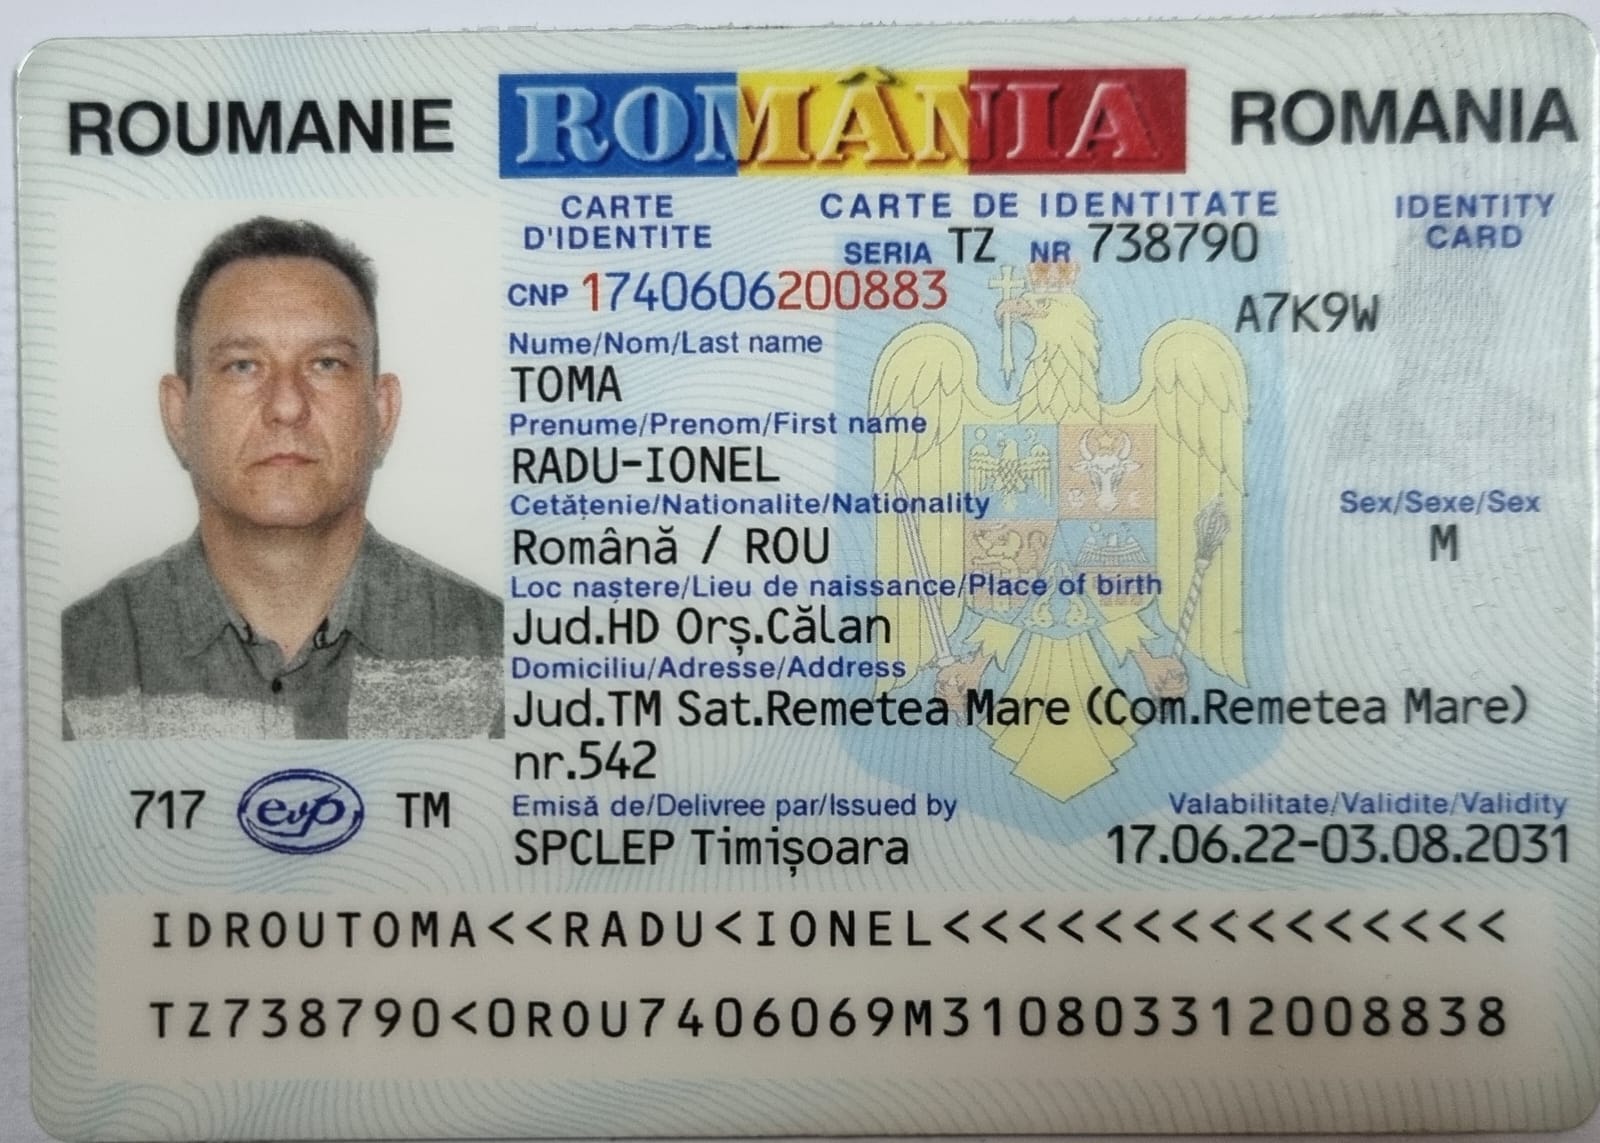 ROUMANIE ROMÂNIA ROMANIA
CARTE D'IDENTITE
CARTE DE IDENTITATE
IDENTITY CARD
SERIA TZ NR 738790
CNP 1740606200883
A7K9W
Nume/Nom/Last name
TOMA
Prenume/Prenom/First name
RADU-IONEL
Cetățenie/Nationalite/Nationality
Română / ROU
Sex/Sexe/Sex
M
Loc naștere/Lieu de naissance/Place of birth
Jud.HD Orș.Călan
Domiciliu/Adresse/Address
Jud.TM Sat.Remetea Mare (Com.Remetea Mare)
nr.542
717 evp TM
Emisă de/Delivree par/Issued by
SPCLEP Timișoara
Valabilitate/Validite/Validity
17.06.22-03.08.2031
IDROUTOMA<<RADU<IONEL<<<<<<<<<<<<<<<
TZ738790<0ROU7406069M310803312008838